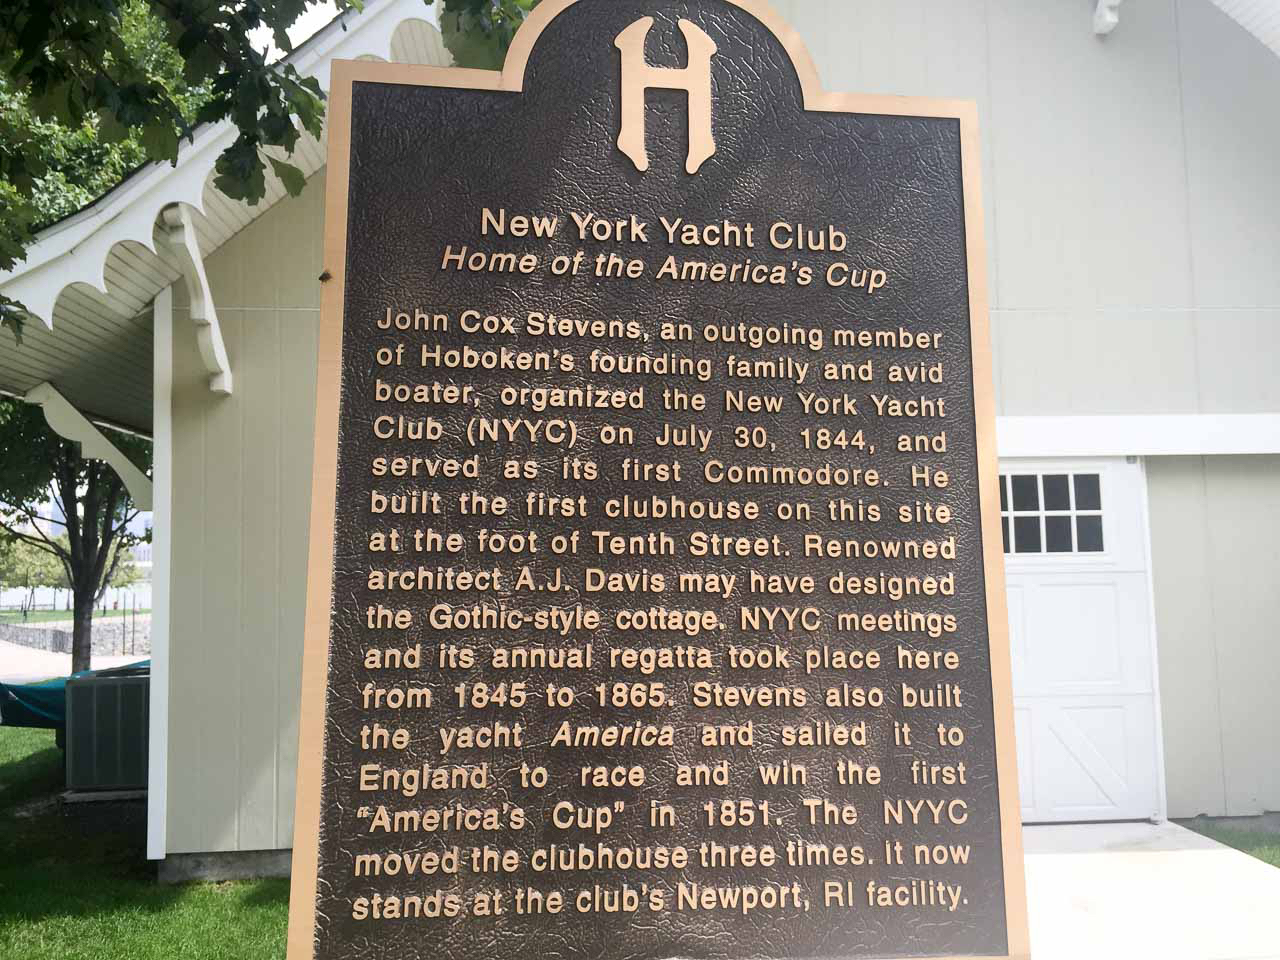 H
New York Yacht Club
Home of the America's Cup
John Cox Stevens, an outgoing member
of Hoboken's founding family and avid
boater, organized the New York Yacht
Club (NYYC) on July 30, 1844, and
served as its first Commodore. He
built the first clubhouse on this site
at the foot of Tenth Street. Renowned
architect A.J. Davis may have designed
the Gothic-style cottage. NYYC meetings
and its annual regatta took place here
from 1845 to 1865. Stevens also built
the yacht America and sailed it to
England to race and win the first
"America's Cup" in 1851. The NYYC
moved the clubhouse three times. It now
stands at the club's Newport, RI facility.